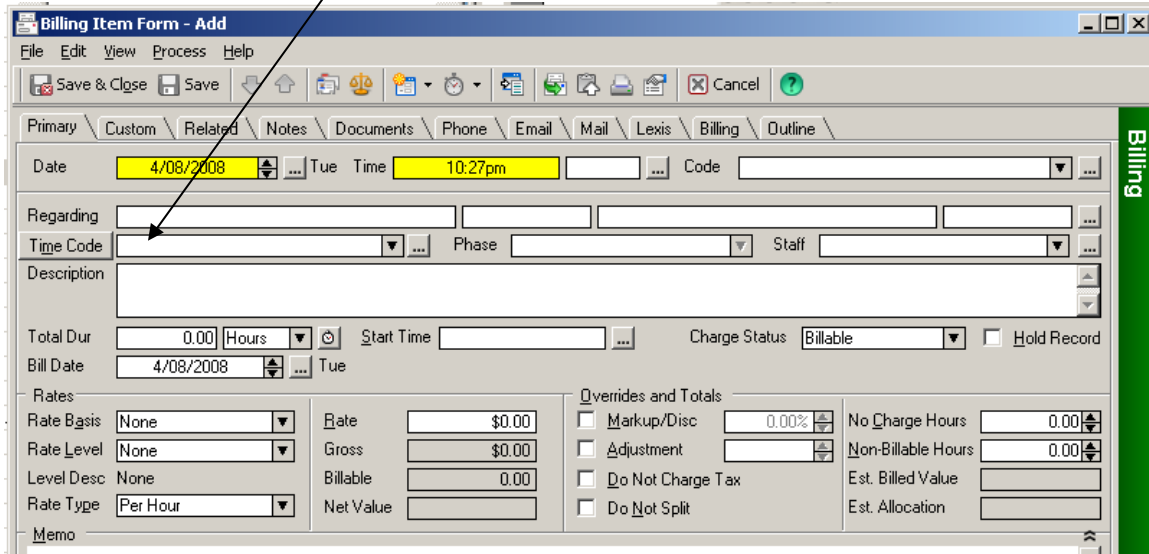 Billing Item Form - Add
File Edit View Process Help
Save & Close Save Cancel ?
Primary Custom Related Notes Documents Phone Email Mail Lexis Billing Outline
Date 4/08/2008 ... Tue Time 10:27pm ... Code ...
Billing
Regarding ...
Time Code ... Phase Staff ...
Description
Total Dur 0.00 Hours Start Time ... Charge Status Billable Hold Record
Bill Date 4/08/2008 ... Tue
Rates Overrides and Totals
Rate Basis None Rate $0.00 Markup/Disc 0.00% No Charge Hours 0.00
Rate Level None Gross $0.00 Adjustment Non-Billable Hours 0.00
Level Desc None Billable 0.00 Do Not Charge Tax Est. Billed Value
Rate Type Per Hour Net Value Do Not Split Est. Allocation
Memo